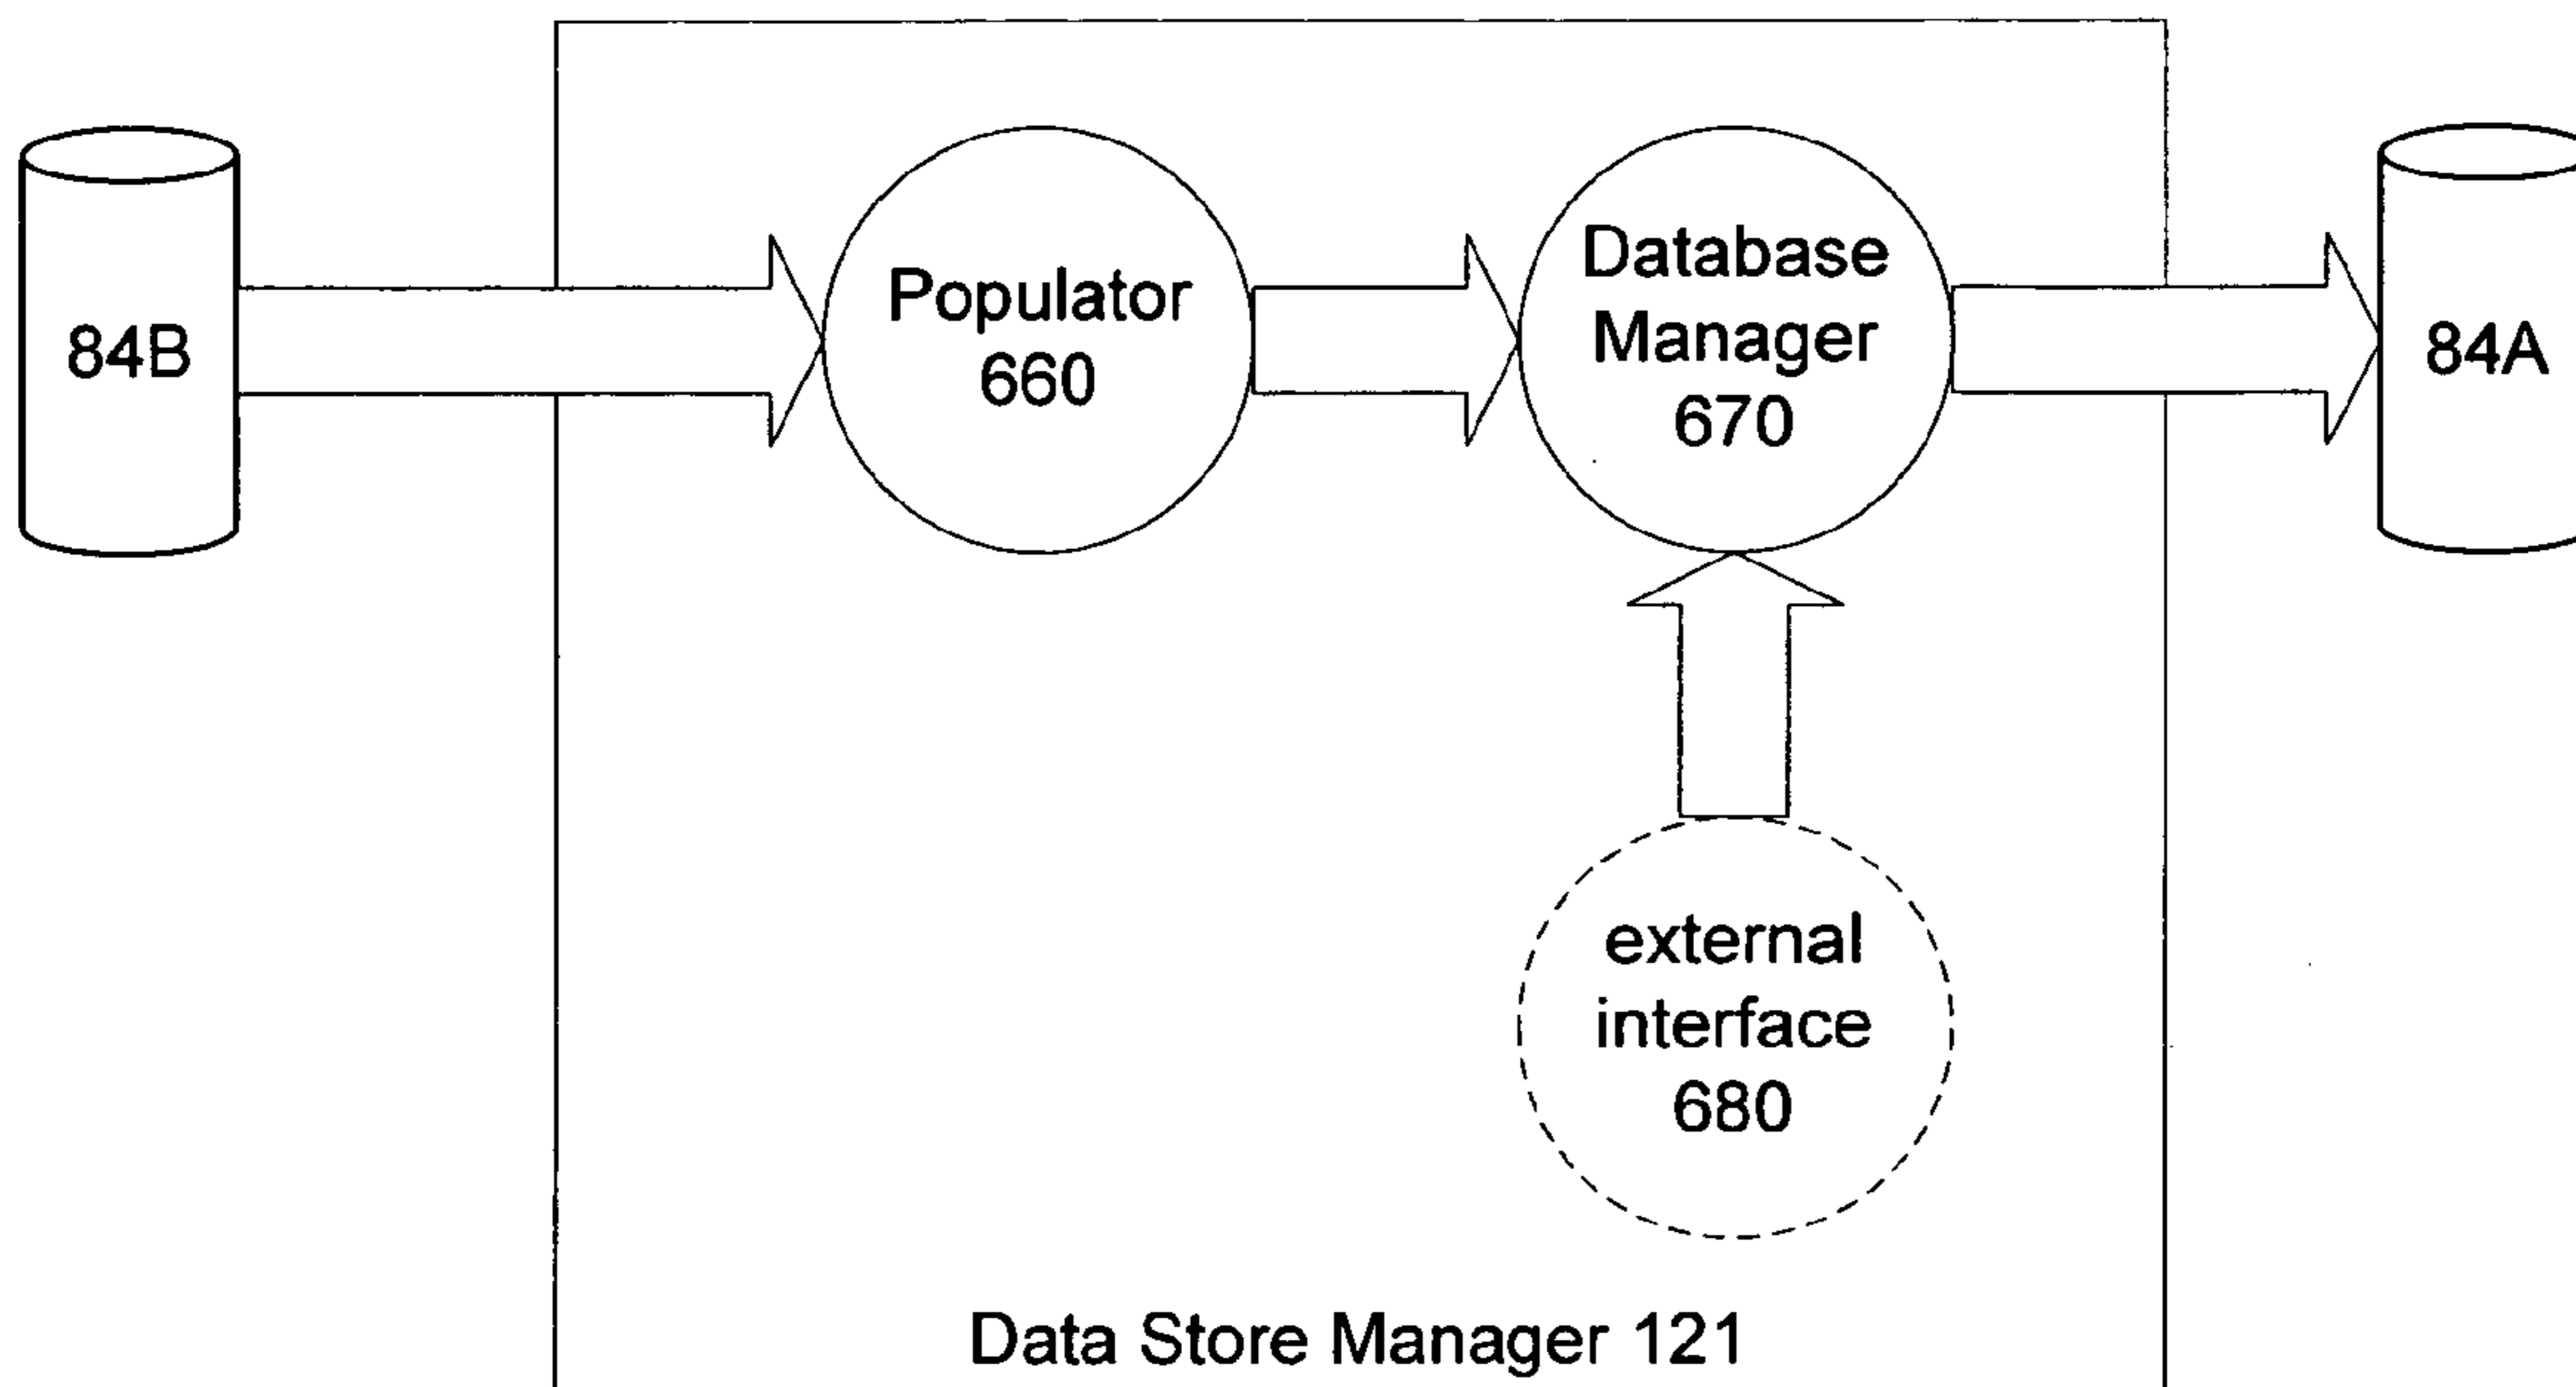 84B
Populator
660
Database
Manager
670
84A
external
interface
680
Data Store Manager 121